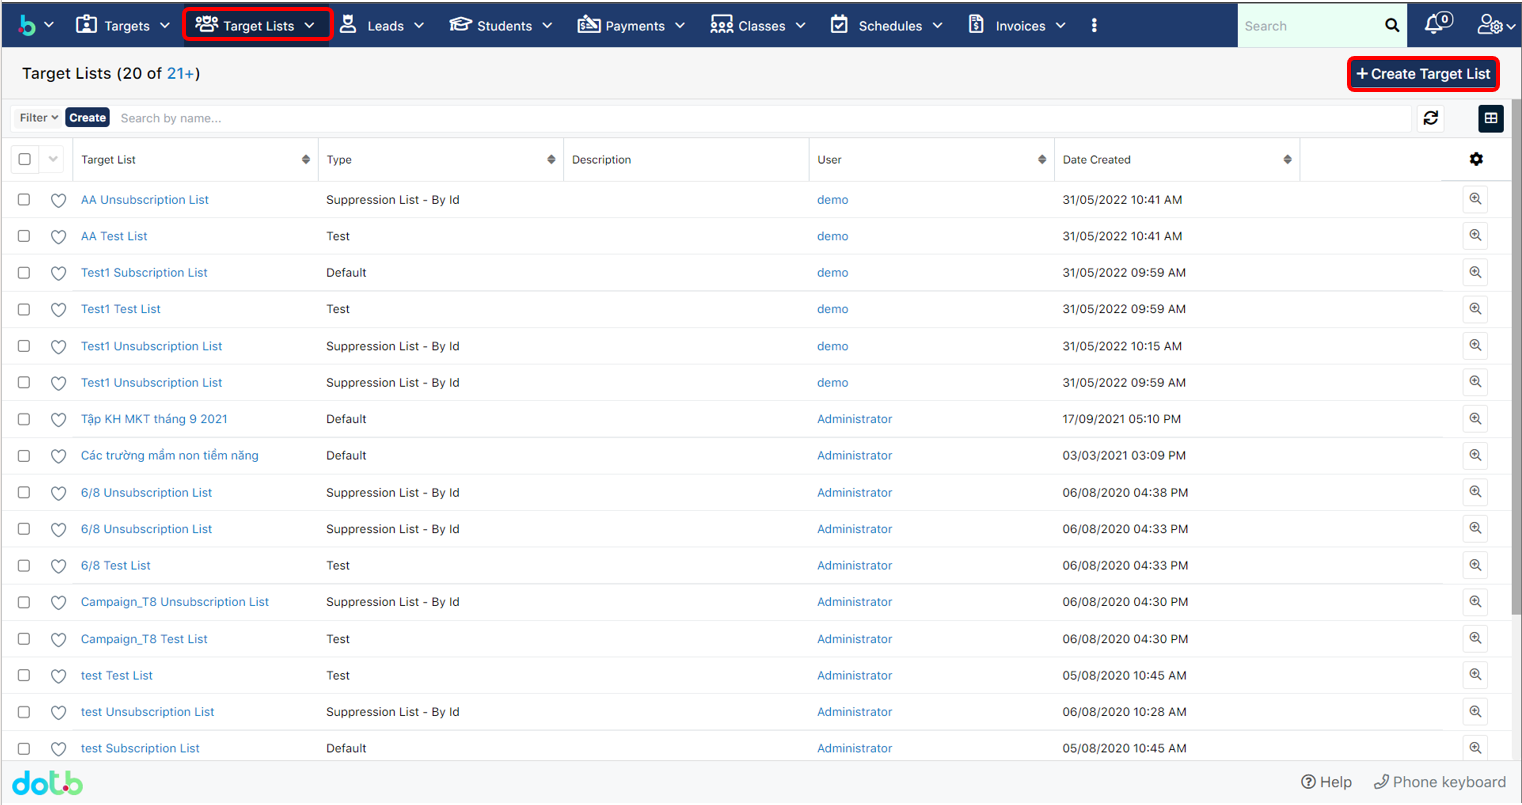 b Targets Target Lists Leads Students Payments Classes Schedules Invoices Search 0
Target Lists (20 of 21+) + Create Target List
Filter Create Search by name...
Target List Type Description User Date Created
AA Unsubscription List Suppression List - By Id demo 31/05/2022 10:41 AM
AA Test List Test demo 31/05/2022 10:41 AM
Test1 Subscription List Default demo 31/05/2022 09:59 AM
Test1 Test List Test demo 31/05/2022 09:59 AM
Test1 Unsubscription List Suppression List - By Id demo 31/05/2022 10:15 AM
Test1 Unsubscription List Suppression List - By Id demo 31/05/2022 09:59 AM
Tập KH MKT tháng 9 2021 Default Administrator 17/09/2021 05:10 PM
Các trường mầm non tiềm năng Default Administrator 03/03/2021 03:09 PM
6/8 Unsubscription List Suppression List - By Id Administrator 06/08/2020 04:38 PM
6/8 Unsubscription List Suppression List - By Id Administrator 06/08/2020 04:33 PM
6/8 Test List Test Administrator 06/08/2020 04:33 PM
Campaign_T8 Unsubscription List Suppression List - By Id Administrator 06/08/2020 04:30 PM
Campaign_T8 Test List Test Administrator 06/08/2020 04:30 PM
test Test List Test Administrator 05/08/2020 10:45 AM
test Unsubscription List Suppression List - By Id Administrator 06/08/2020 10:28 AM
test Subscription List Default Administrator 05/08/2020 10:45 AM
dotb Help Phone keyboard